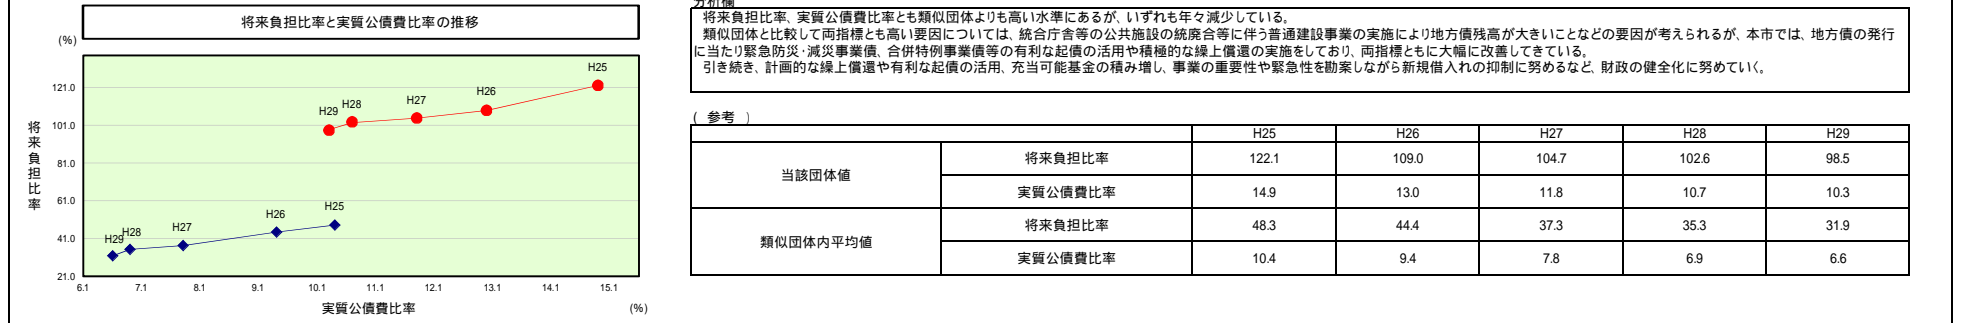 将来負担比率と実質公債費比率の推移
(%)
H25
H26
H27
H28
H29
H25
H26
H27
H28
H29
121.0
101.0
81.0
61.0
41.0
21.0
将来負担比率
6.1 7.1 8.1 9.1 10.1 11.1 12.1 13.1 14.1 15.1
実質公債費比率
(%)
分析欄
将来負担比率、実質公債費比率とも類似団体よりも高い水準にあるが、いずれも年々減少している。
類似団体と比較して両指標とも高い要因については、統合庁舎等の公共施設の統廃合等に伴う普通建設事業の実施により地方債残高が大きいことなどの要因が考えられるが、本市では、地方債の発行
に当たり緊急防災・減災事業債、合併特例事業債等の有利な起債の活用や積極的な繰上償還の実施をしており、両指標ともに大幅に改善してきている。
引き続き、計画的な繰上償還や有利な起債の活用、充当可能基金の積み増し、事業の重要性や緊急性を勘案しながら新規借入れの抑制に努めるなど、財政の健全化に努めていく。
( 参考 )
H25 H26 H27 H28 H29
当該団体値
将来負担比率 122.1 109.0 104.7 102.6 98.5
実質公債費比率 14.9 13.0 11.8 10.7 10.3
類似団体内平均値
将来負担比率 48.3 44.4 37.3 35.3 31.9
実質公債費比率 10.4 9.4 7.8 6.9 6.6